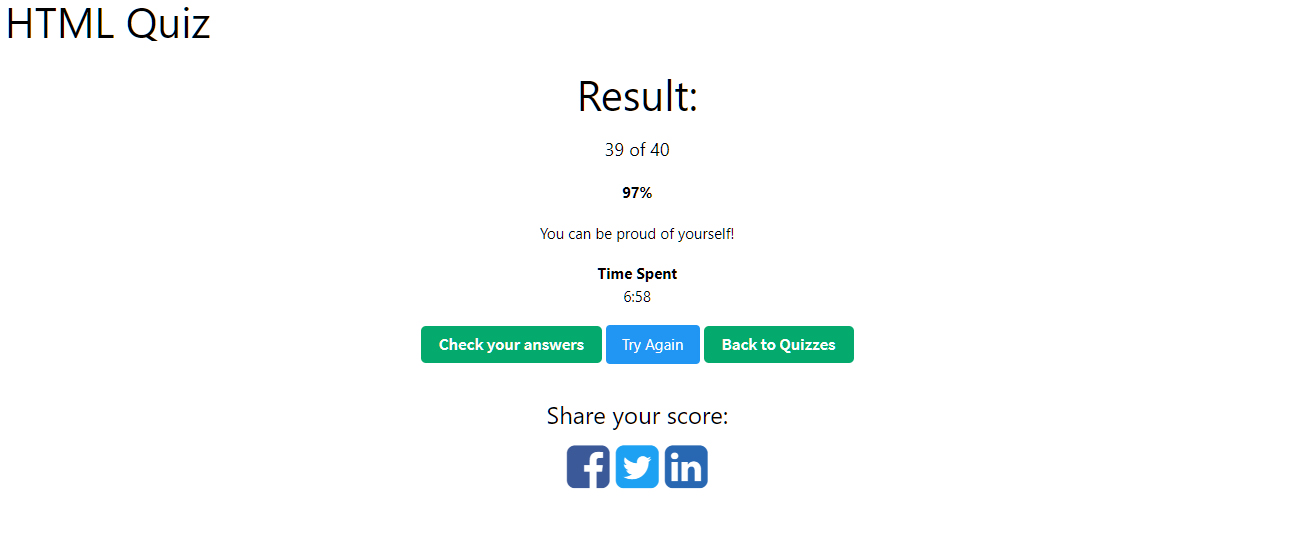 HTML Quiz
Result:
39 of 40
97%
You can be proud of yourself!
Time Spent
6:58
Check your answers Try Again Back to Quizzes
Share your score:
f in